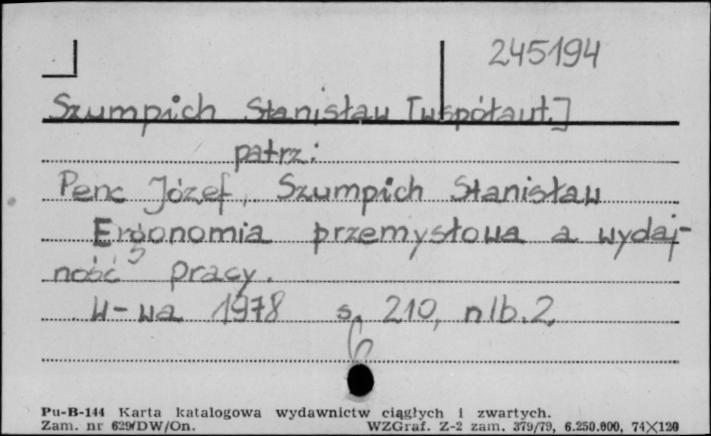 245194
Szumpich Stanisław [współaut.]
patrz:
Penc Józef, Szumpich Stanisław
Ergonomia przemysłowa a wydaj-
ność pracy.
W-wa 1978 s. 210, nlb. 2
Pu-B-144 Karta katalogowa wydawnictw ciągłych i zwartych.
Zam. nr 629/DW/On. WZGraf. Z-2 zam. 379/79, 6.250.000, 74×120